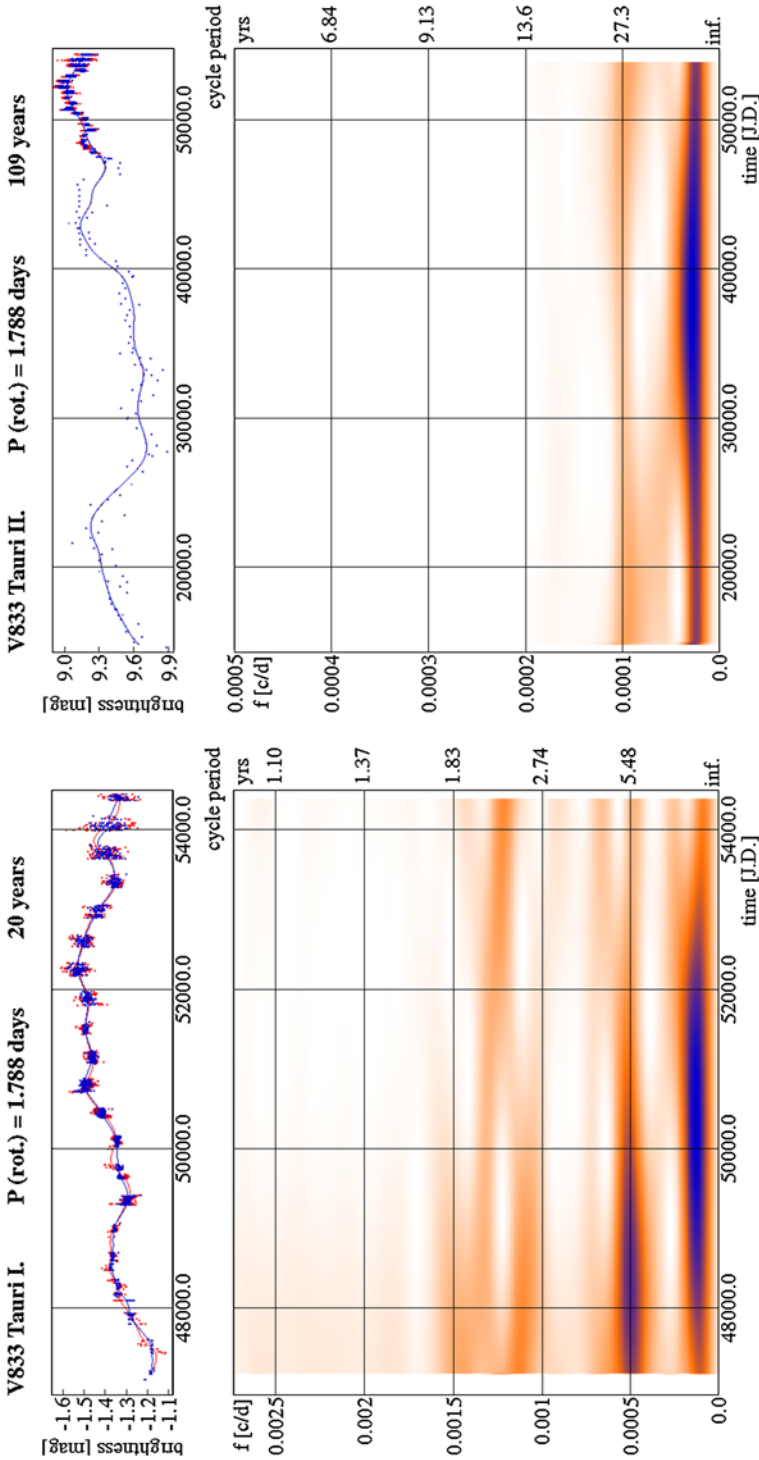 V833 Tauri I. P (rot.) = 1.788 days 20 years
-1.6
-1.5
-1.4
-1.3
-1.2
-1.1
brightness [mag]
48000.0 50000.0 52000.0 54000.0
f [c/d]
0.0025
0.002
0.0015
0.001
0.0005
0.0
cycle period
yrs
1.10
1.37
1.83
2.74
5.48
inf.
time [J.D.]
V833 Tauri II. P (rot.) = 1.788 days 109 years
9.0
9.3
9.6
9.9
brightness [mag]
20000.0 30000.0 40000.0 50000.0
0.0005
f [c/d]
0.0004
0.0003
0.0002
0.0001
0.0
cycle period
yrs
6.84
9.13
13.6
27.3
inf.
time [J.D.]